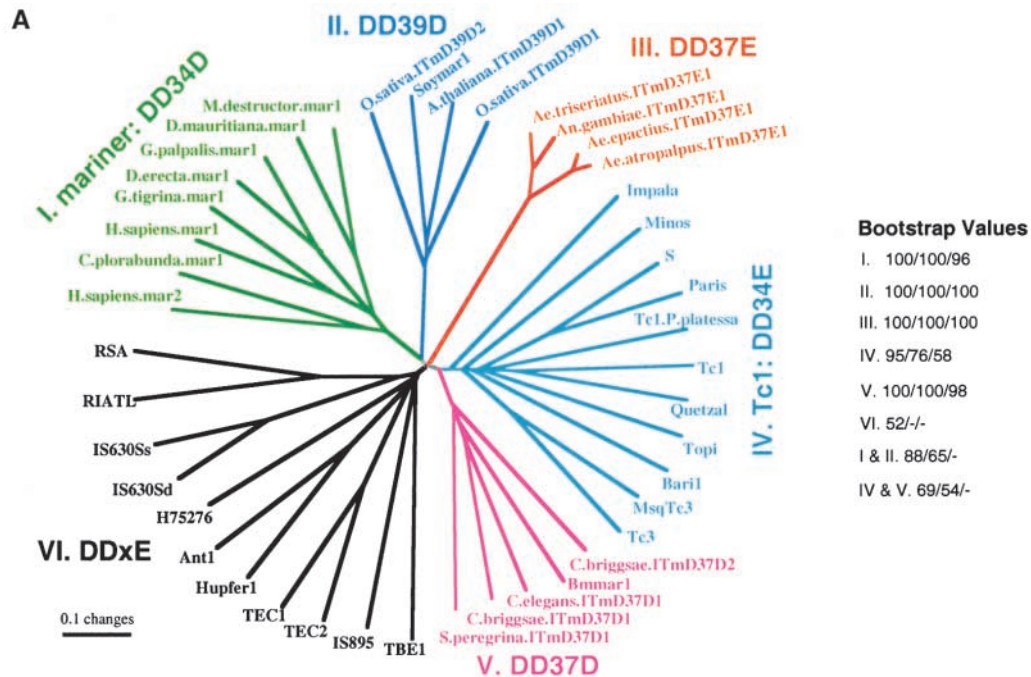 A
II. DD39D
III. DD37E
I. mariner: DD34D
M.destructor.mar1
D.mauritiana.mar1
G.palpalis.mar1
D.erecta.mar1
G.tigrina.mar1
H.sapiens.mar1
C.plorabunda.mar1
H.sapiens.mar2
O.sativa.ITmD39D2
Soymar1
A.thaliana.ITmD39D1
O.sativa.ITmD39D1
Ae.triseriatus.ITmD37E1
An.gambiae.ITmD37E1
Ae.epactius.ITmD37E1
Ae.atropalpus.ITmD37E1
Impala
Minos
S
Paris
Tc1.P.platessa
Tc1
Quetzal
Topi
Bari1
MsqTc3
Tc3
IV. Tc1: DD34E
C.briggsae.ITmD37D2
Bmmar1
C.elegans.ITmD37D1
C.briggsae.ITmD37D1
S.peregrina.ITmD37D1
V. DD37D
RSA
RIATL
IS630Ss
IS630Sd
H75276
Ant1
Hupfer1
TEC1
TEC2
IS895
TBE1
VI. DDxE
0.1 changes
Bootstrap Values
I. 100/100/96
II. 100/100/100
III. 100/100/100
IV. 95/76/58
V. 100/100/98
VI. 52/-/-
I & II. 88/65/-
IV & V. 69/54/-